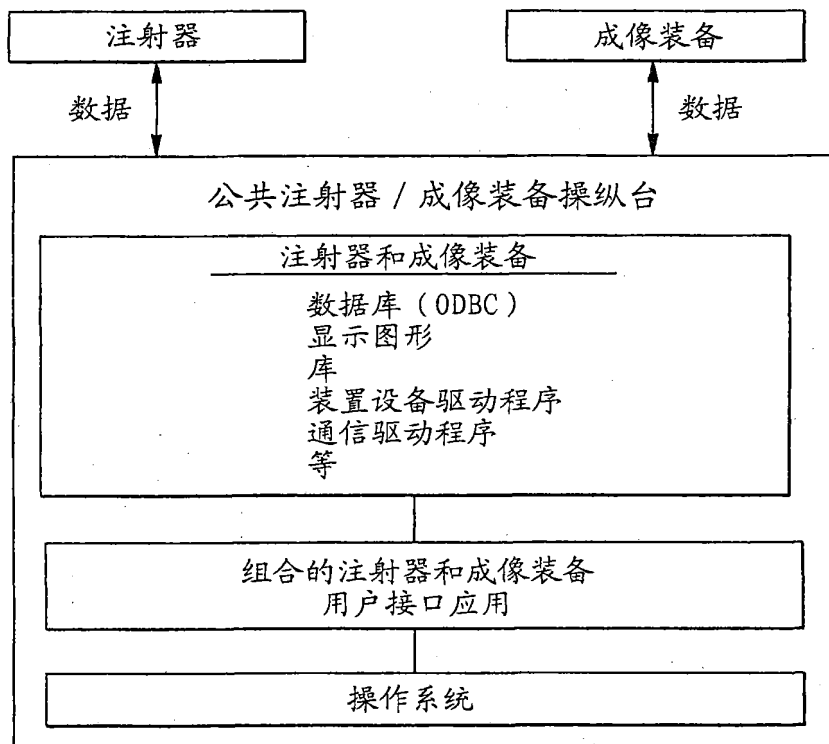 注射器
成像装备
数据
数据
公共注射器 / 成像装备操纵台
注射器和成像装备
数据库（ODBC）
显示图形
库
装置设备驱动程序
通信驱动程序
等
组合的注射器和成像装备
用户接口应用
操作系统